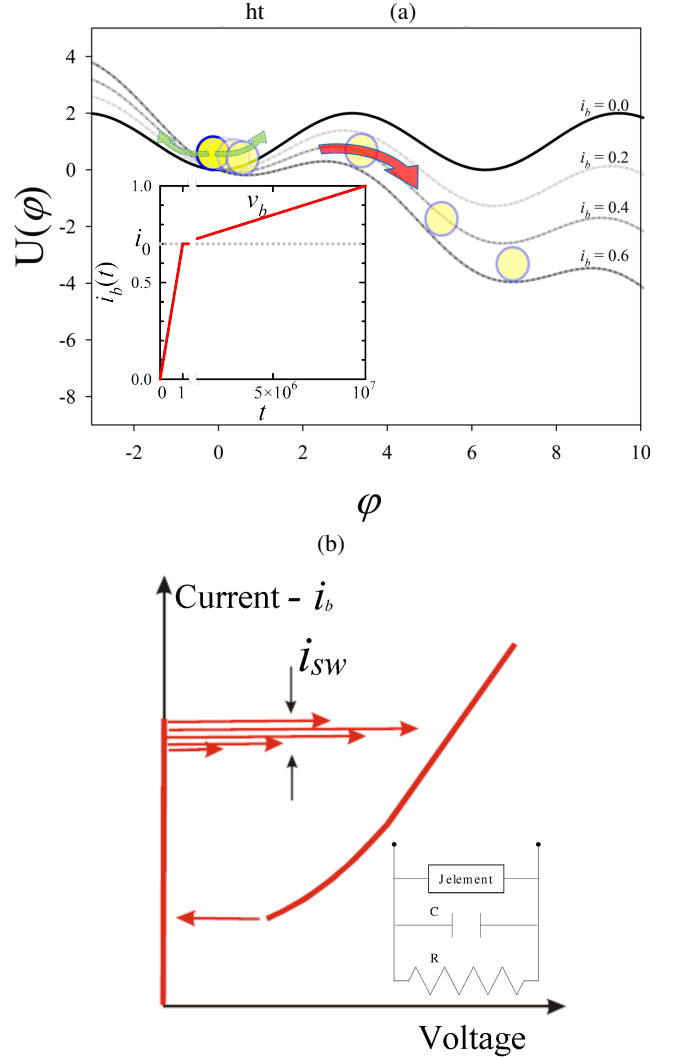 ht (a)
4
2
0
-2
-4
-6
-8
U(φ)
i_b = 0.0
i_b = 0.2
i_b = 0.4
i_b = 0.6
1.0
i_0
0.5
0.0
i_b(t)
v_b
0 1 5×10^6 10^7
t
-2 0 2 4 6 8 10
φ
(b)
Current - i_b
i_SW
J element
C
R
Voltage